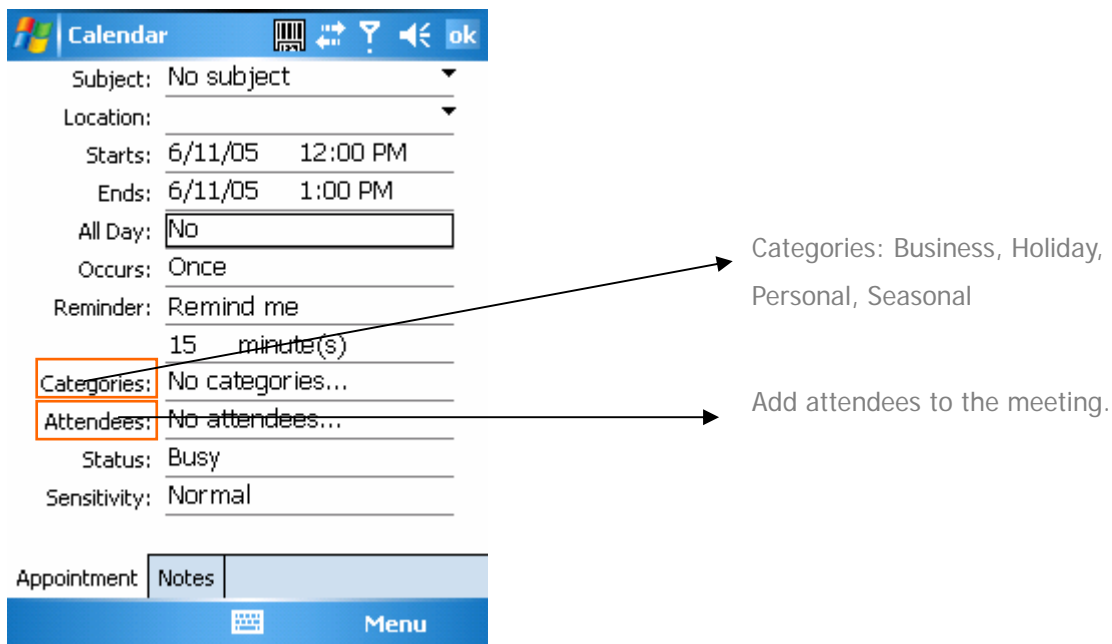 Calendar ok
Subject: No subject
Location:
Starts: 6/11/05 12:00 PM
Ends: 6/11/05 1:00 PM
All Day: No
Occurs: Once
Reminder: Remind me
15 minute(s)
Categories: No categories...
Attendees: No attendees...
Status: Busy
Sensitivity: Normal
Appointment Notes
Menu
Categories: Business, Holiday,
Personal, Seasonal
Add attendees to the meeting.